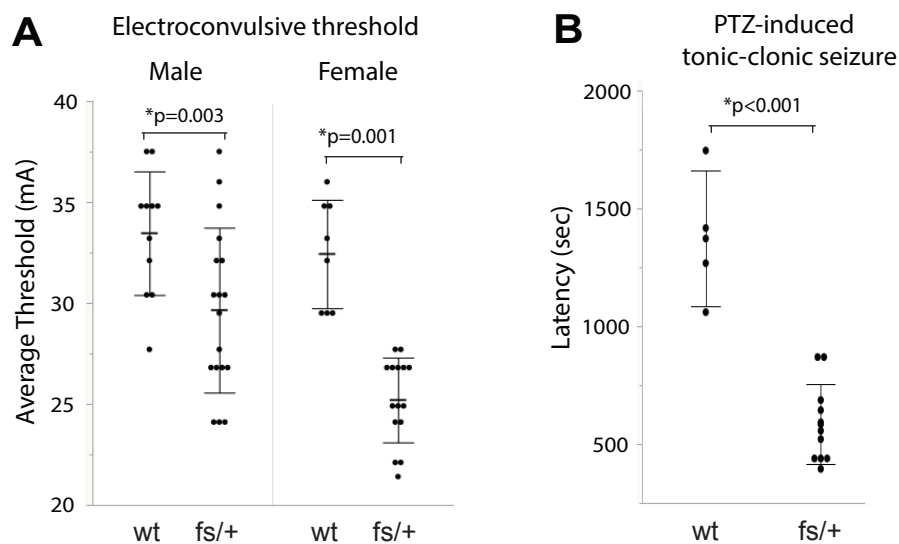 A
Electroconvulsive threshold
Male
Female
Average Threshold (mA)
40
35
30
25
20
*p=0.003
*p=0.001
wt
fs/+
wt
fs/+
B
PTZ-induced
tonic-clonic seizure
Latency (sec)
2000
1500
1000
500
*p<0.001
wt
fs/+